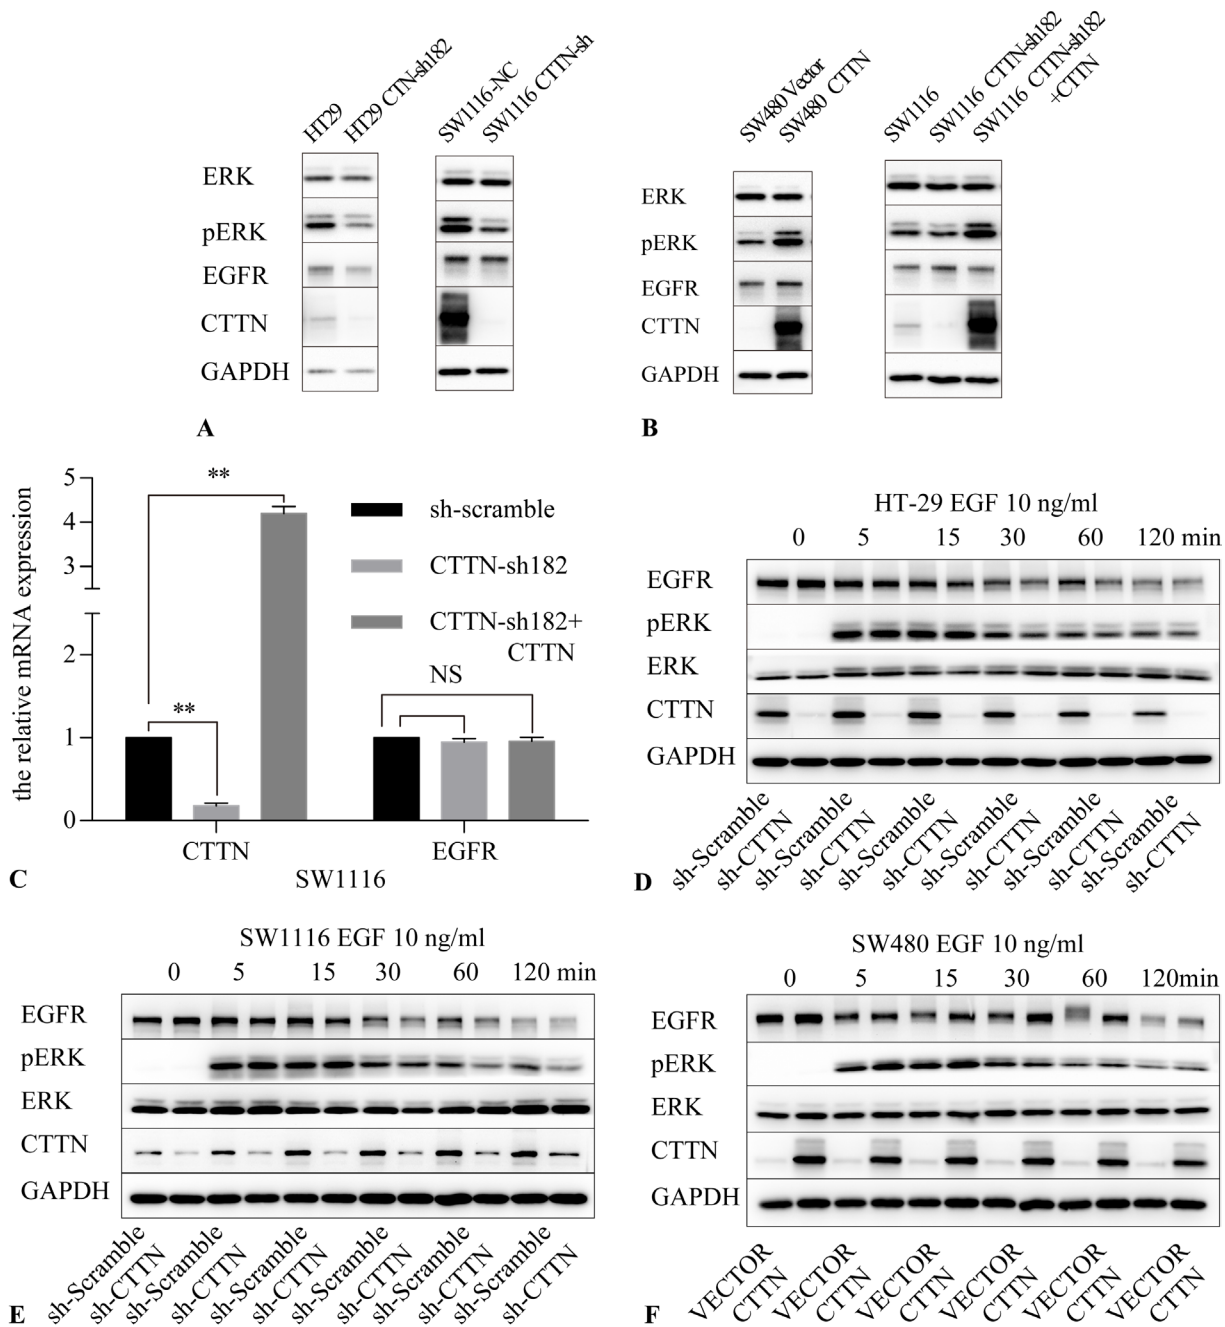 HT29
HT29 CTN-sh182
SW1116-NC
SW1116 CTTN-sh
ERK
pERK
EGFR
CTTN
GAPDH
A
SW480 Vector
SW480 CTTN
SW1116
SW1116 CTTN-sh182
SW1116 CTTN-sh182
+CTTN
ERK
pERK
EGFR
CTTN
GAPDH
B
the relative mRNA expression
5
4
3
2
1
0
**
**
NS
sh-scramble
CTTN-sh182
CTTN-sh182+
CTTN
CTTN
EGFR
SW1116
C
HT-29 EGF 10 ng/ml
0 5 15 30 60 120 min
EGFR
pERK
ERK
CTTN
GAPDH
sh-Scramble
sh-CTTN
sh-Scramble
sh-CTTN
sh-Scramble
sh-CTTN
sh-Scramble
sh-CTTN
sh-Scramble
sh-CTTN
sh-Scramble
sh-CTTN
D
SW1116 EGF 10 ng/ml
0 5 15 30 60 120 min
EGFR
pERK
ERK
CTTN
GAPDH
sh-Scramble
sh-CTTN
sh-Scramble
sh-CTTN
sh-Scramble
sh-CTTN
sh-Scramble
sh-CTTN
sh-Scramble
sh-CTTN
sh-Scramble
sh-CTTN
E
SW480 EGF 10 ng/ml
0 5 15 30 60 120min
EGFR
pERK
ERK
CTTN
GAPDH
VECTOR
CTTN
VECTOR
CTTN
VECTOR
CTTN
VECTOR
CTTN
VECTOR
CTTN
VECTOR
CTTN
F